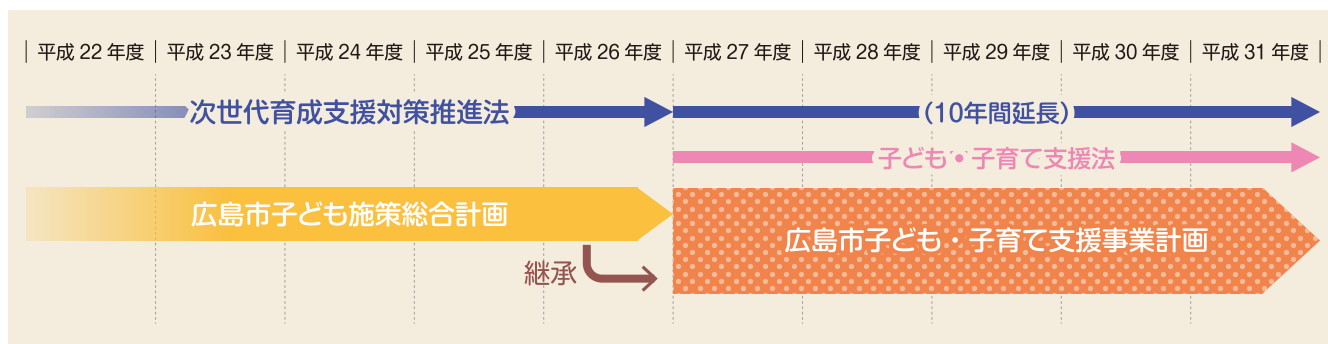 平成 22 年度 平成 23 年度 平成 24 年度 平成 25 年度 平成 26 年度 平成 27 年度 平成 28 年度 平成 29 年度 平成 30 年度 平成 31 年度
次世代育成支援対策推進法 (10年間延長)
子ども・子育て支援法
広島市子ども施策総合計画
広島市子ども・子育て支援事業計画
継承